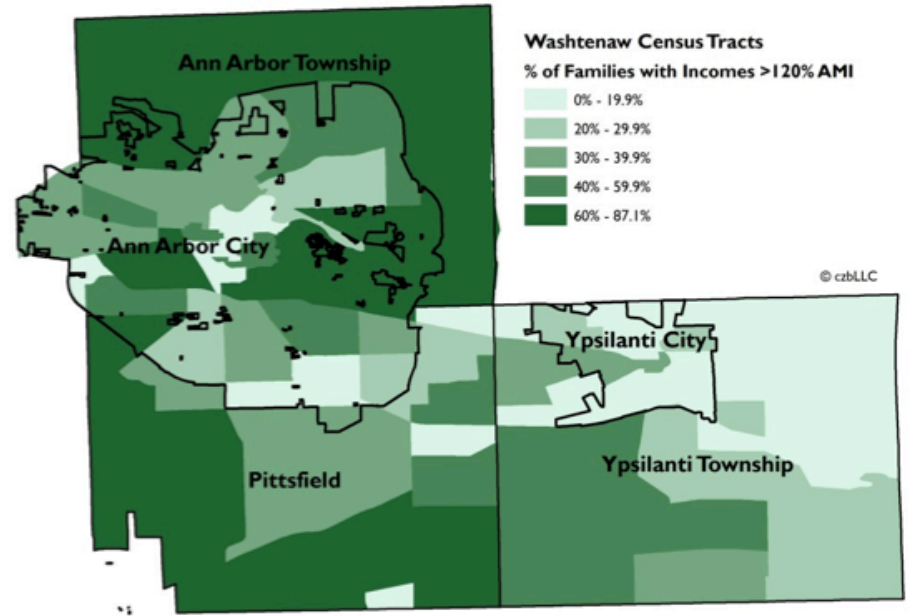 Washtenaw Census Tracts
% of Families with Incomes >120% AMI
0% - 19.9%
20% - 29.9%
30% - 39.9%
40% - 59.9%
60% - 87.1%
© czbLLC
Ann Arbor Township
Ann Arbor City
Ypsilanti City
Ypsilanti Township
Pittsfield